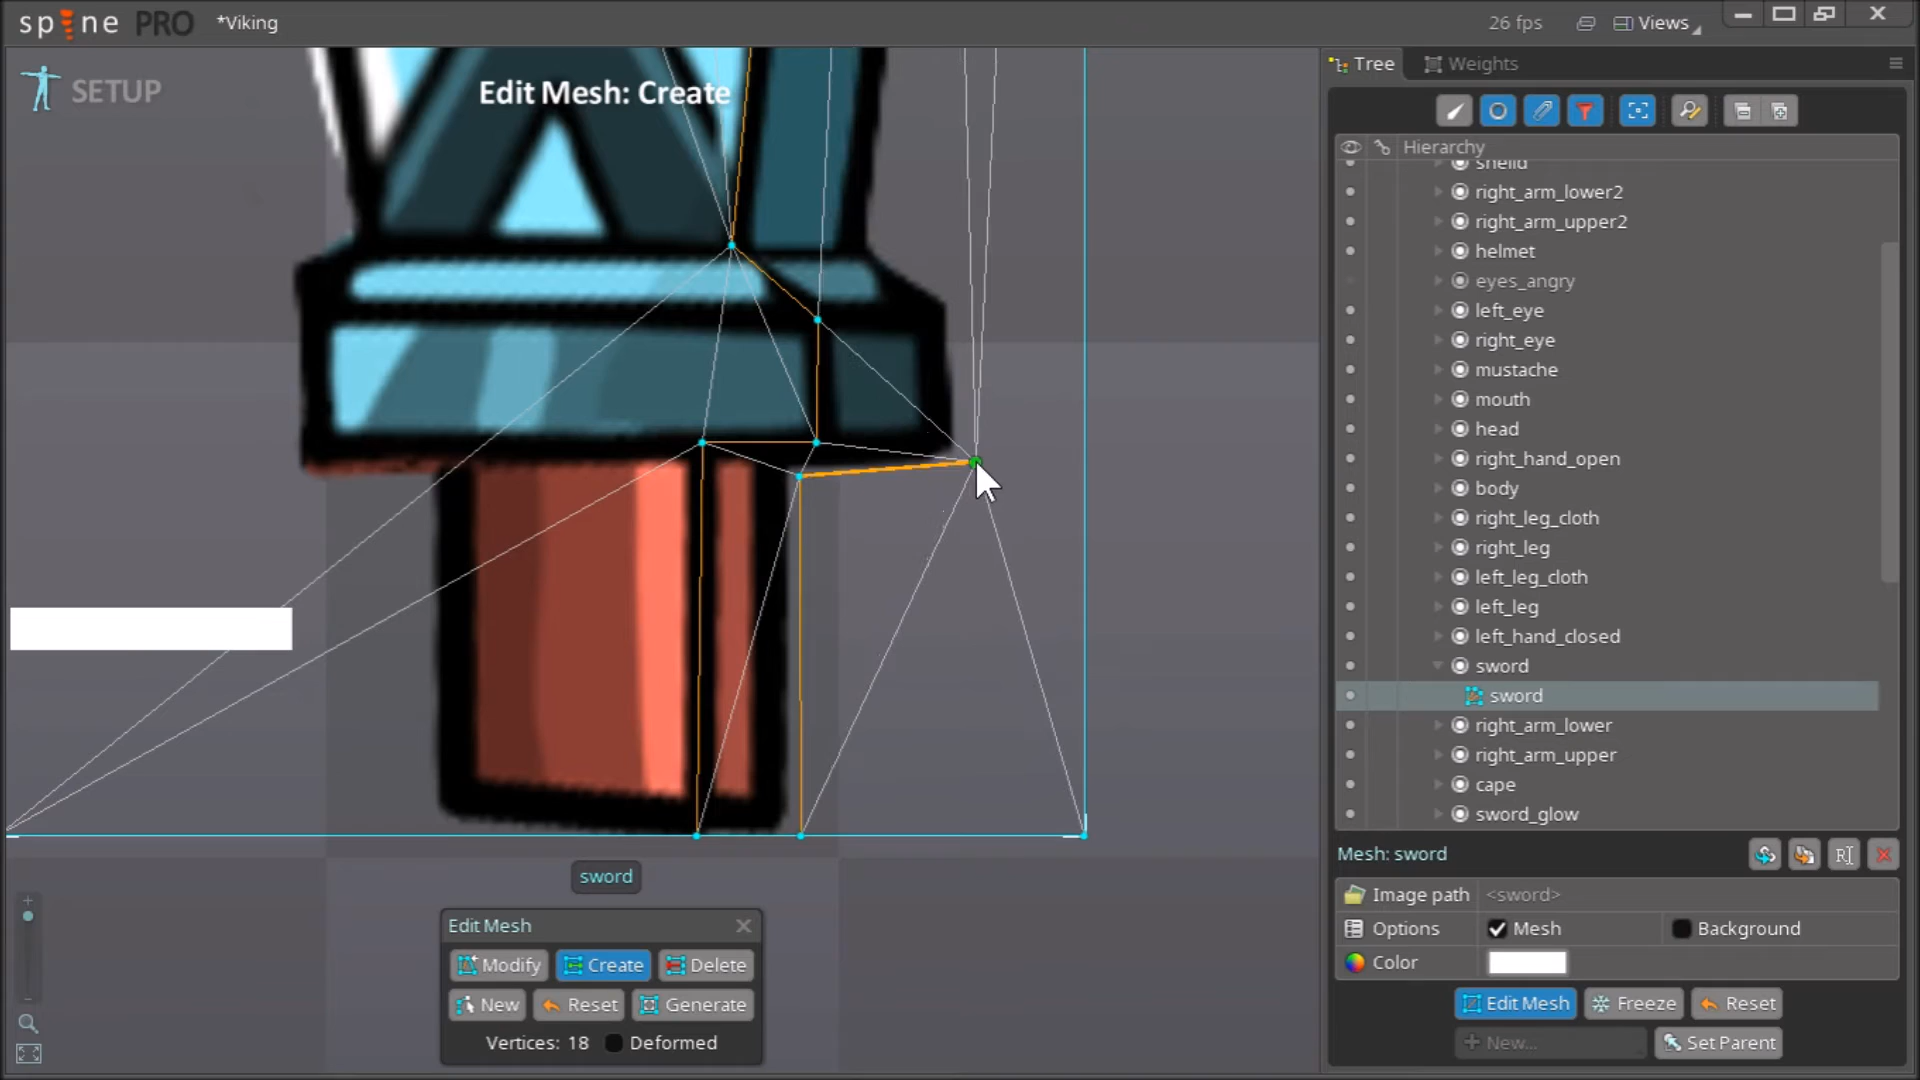 spine PRO *Viking 26 fps Views
SETUP
Edit Mesh: Create
Tree Weights
Hierarchy
sheild
right_arm_lower2
right_arm_upper2
helmet
eyes_angry
left_eye
right_eye
mustache
mouth
head
right_hand_open
body
right_leg_cloth
right_leg
left_leg_cloth
left_leg
left_hand_closed
sword
sword
right_arm_lower
right_arm_upper
cape
sword_glow
Mesh: sword
Image path <sword>
Options Mesh Background
Color
Edit Mesh Freeze Reset
New... Set Parent
sword
Edit Mesh
Modify Create Delete
New Reset Generate
Vertices: 18 Deformed